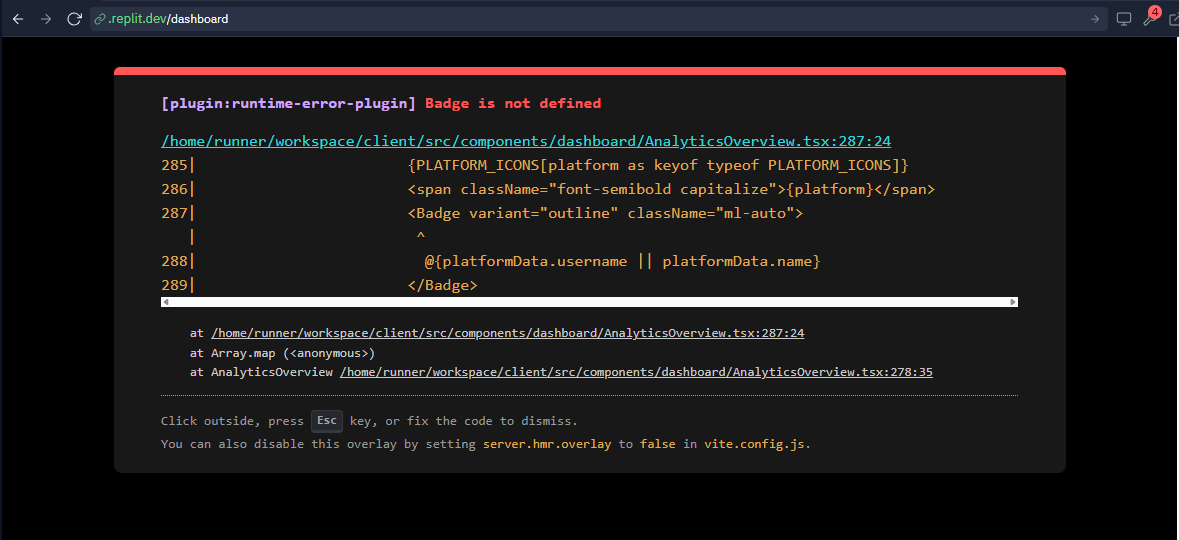 .replit.dev/dashboard
4
[plugin:runtime-error-plugin] Badge is not defined
/home/runner/workspace/client/src/components/dashboard/AnalyticsOverview.tsx:287:24
285|                        {PLATFORM_ICONS[platform as keyof typeof PLATFORM_ICONS]}
286|                        <span className="font-semibold capitalize">{platform}</span>
287|                        <Badge variant="outline" className="ml-auto">
   |                         ^
288|                          @{platformData.username || platformData.name}
289|                        </Badge>
at /home/runner/workspace/client/src/components/dashboard/AnalyticsOverview.tsx:287:24
at Array.map (<anonymous>)
at AnalyticsOverview /home/runner/workspace/client/src/components/dashboard/AnalyticsOverview.tsx:278:35
Click outside, press Esc key, or fix the code to dismiss.
You can also disable this overlay by setting server.hmr.overlay to false in vite.config.js.